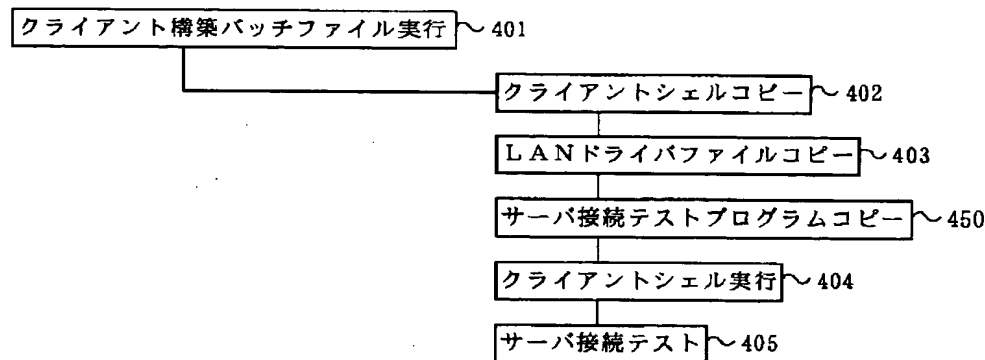 クライアント構築バッチファイル実行 401
クライアントシェルコピー 402
LANドライバファイルコピー 403
サーバ接続テストプログラムコピー 450
クライアントシェル実行 404
サーバ接続テスト 405